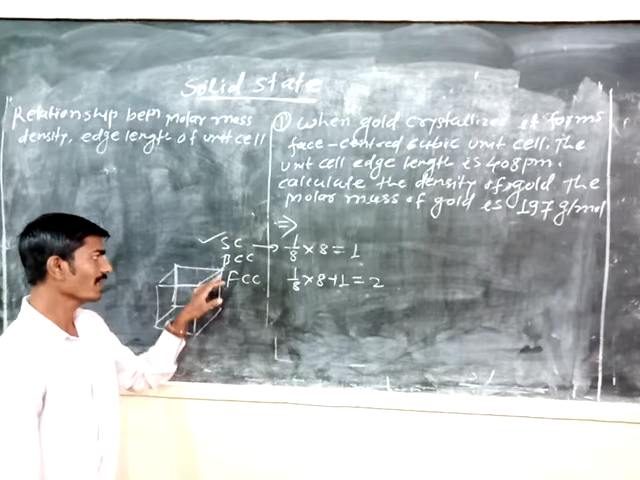 Solid state
Relationship betn molar mass
density, edge length of unit cell
① When gold crystallizes it forms
face-centred cubic unit cell. The
unit cell edge length is 408pm.
calculate the density of gold The
molar mass of gold is 197 g/mol
⇒
✓ SC → 1/8 × 8 = 1
BCC
FCC 1/8 × 8 + 1 = 2